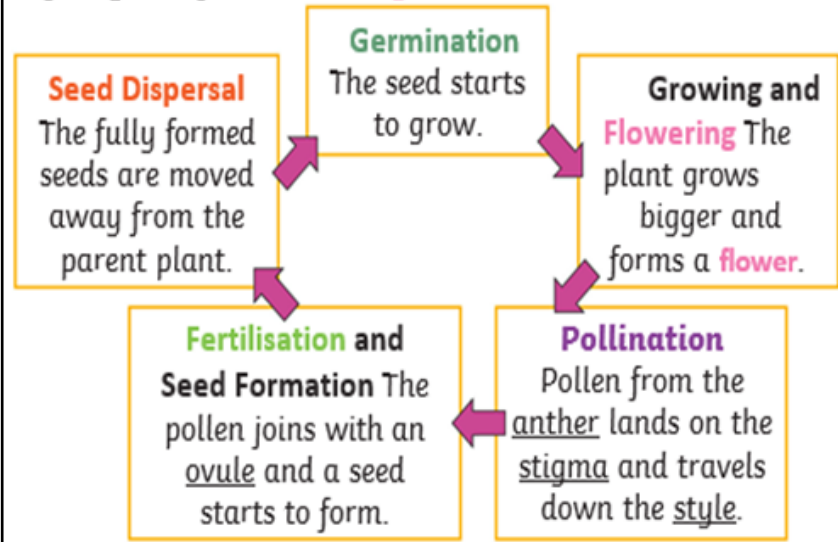 Germination
The seed starts
to grow.
Growing and
Flowering The
plant grows
bigger and
forms a flower.
Pollination
Pollen from the
anther lands on the
stigma and travels
down the style.
Fertilisation and
Seed Formation The
pollen joins with an
ovule and a seed
starts to form.
Seed Dispersal
The fully formed
seeds are moved
away from the
parent plant.